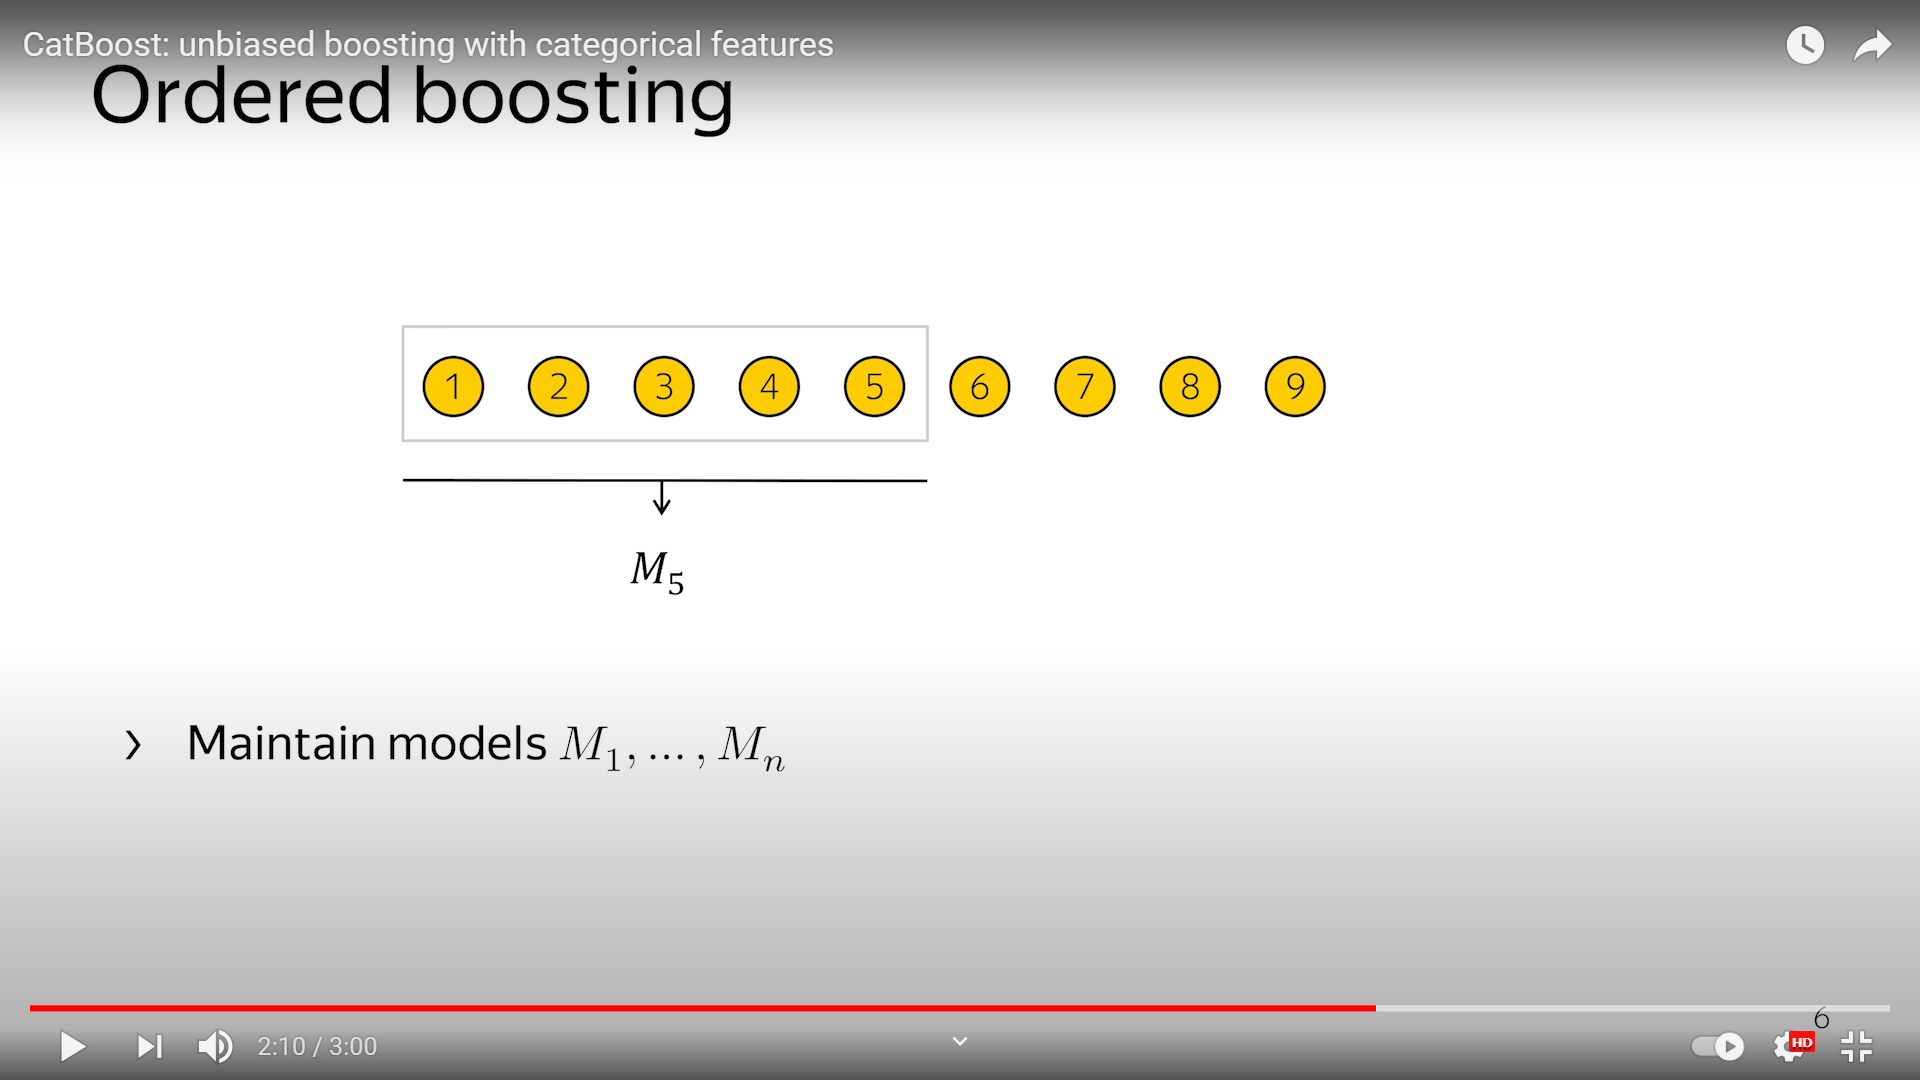 CatBoost: unbiased boosting with categorical features
Ordered boosting
1 2 3 4 5 6 7 8 9
M₅
› Maintain models M₁, ... , Mₙ
6
2:10 / 3:00
HD